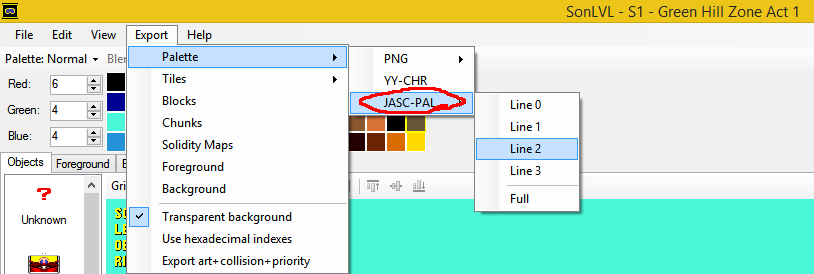 SonLVL - S1 - Green Hill Zone Act 1
File Edit View Export Help
Palette: Normal Blen
Red: 6
Green: 4
Blue: 4
Objects Foreground
Unknown
Palette
Tiles
Blocks
Chunks
Solidity Maps
Foreground
Background
Transparent background
Use hexadecimal indexes
Export art+collision+priority
PNG
YY-CHR
JASC-PAL
Line 0
Line 1
Line 2
Line 3
Full